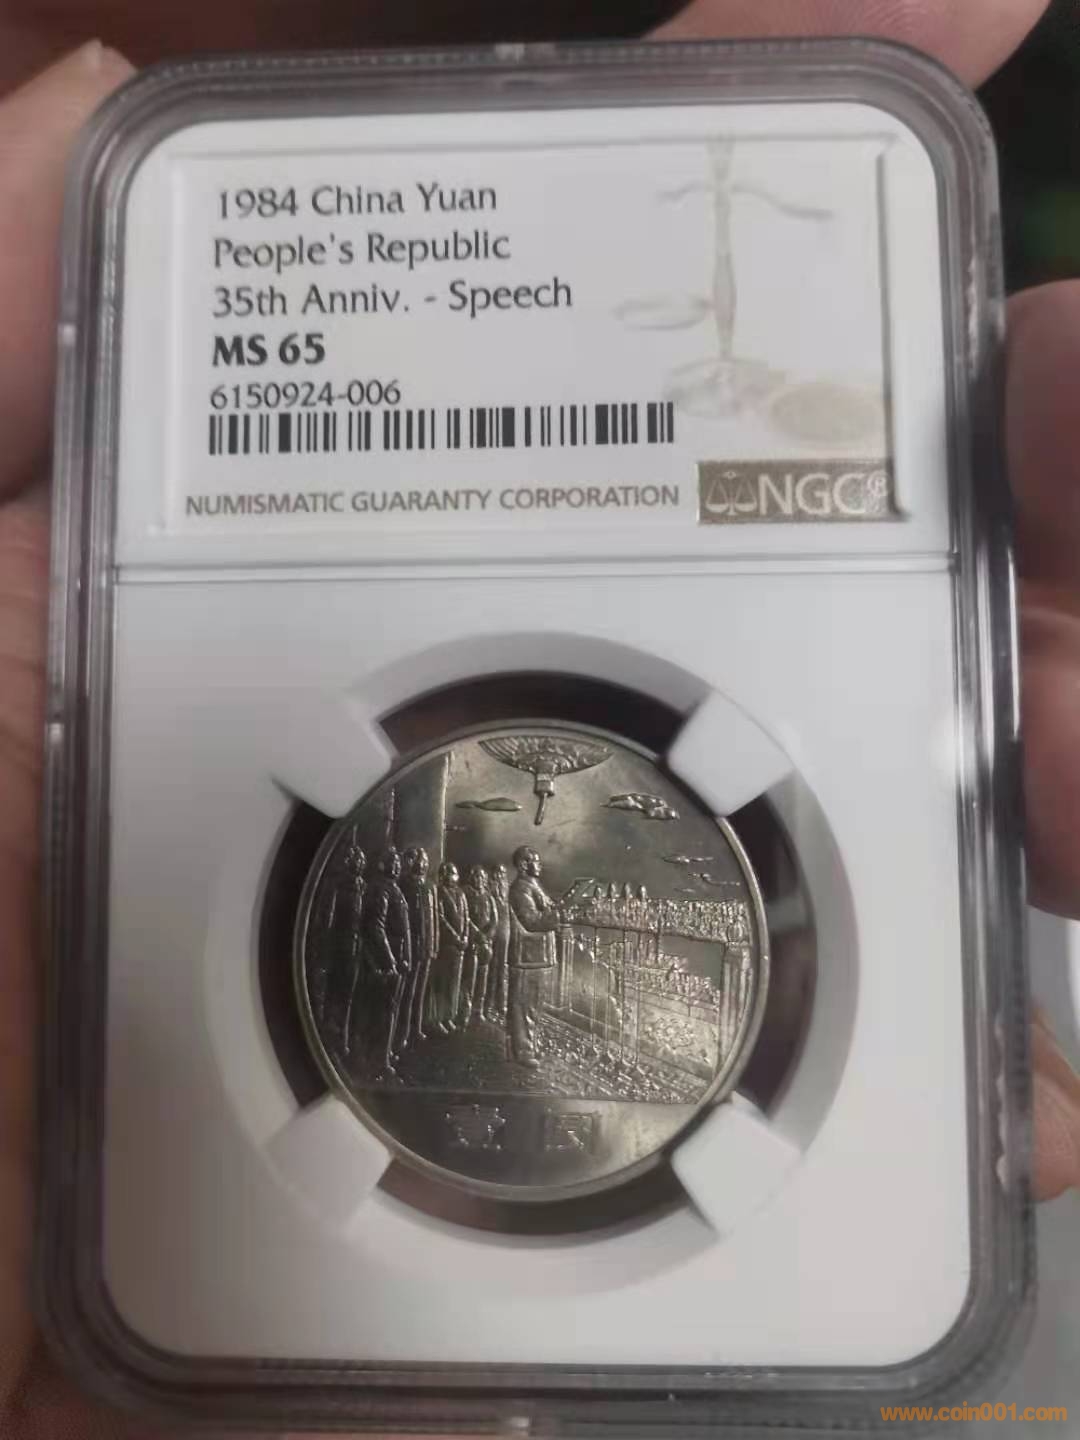 1984 China Yuan
People's Republic
35th Anniv. - Speech
MS 65
6150924-006
NUMISMATIC GUARANTY CORPORATION
NGC®
壹圆
www.coin001.com